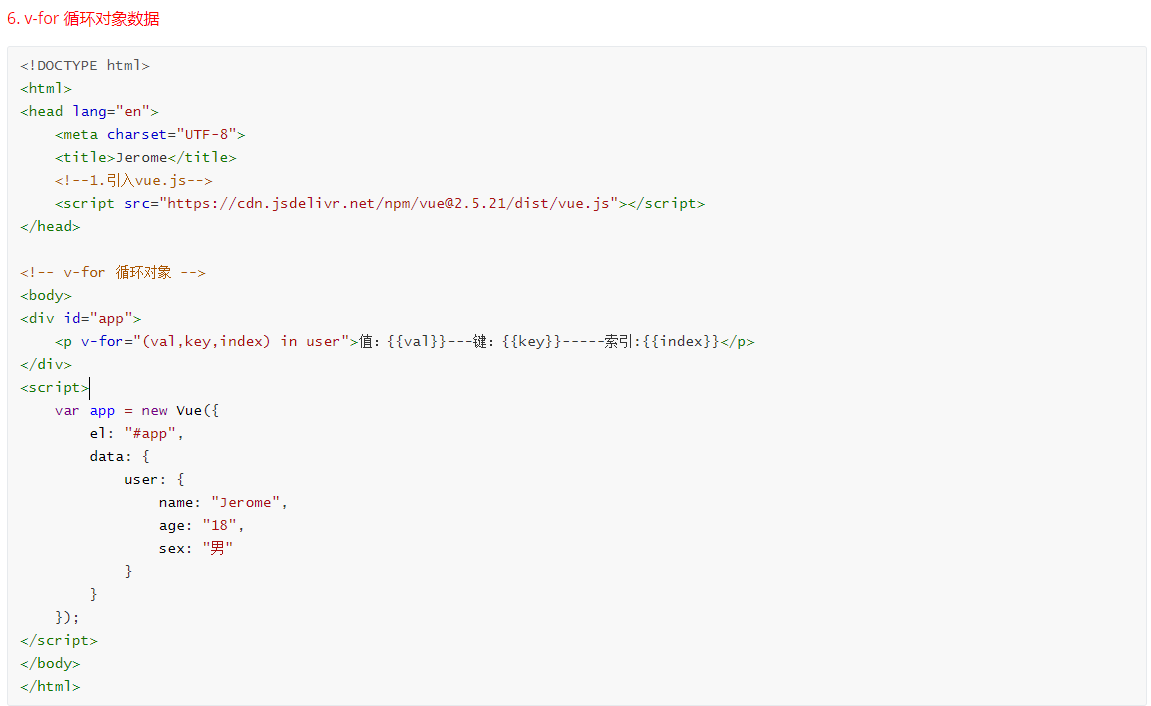 6. v-for 循环对象数据
<!DOCTYPE html>
<html>
<head lang="en">
    <meta charset="UTF-8">
    <title>Jerome</title>
    <!--1.引入vue.js-->
    <script src="https://cdn.jsdelivr.net/npm/vue@2.5.21/dist/vue.js"></script>
</head>
<!-- v-for 循环对象 -->
<body>
<div id="app">
    <p v-for="(val,key,index) in user">值：{{val}}---键：{{key}}-----索引:{{index}}</p>
</div>
<script>
    var app = new Vue({
        el: "#app",
        data: {
            user: {
                name: "Jerome",
                age: "18",
                sex: "男"
            }
        }
    });
</script>
</body>
</html>